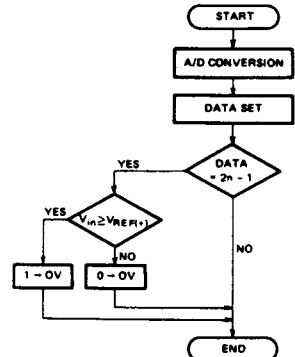 START
A/D CONVERSION
DATA SET
DATA
= 2n - 1
YES
NO
Vin ≥ VREF(+)
YES
NO
1 → OV
0 → OV
END